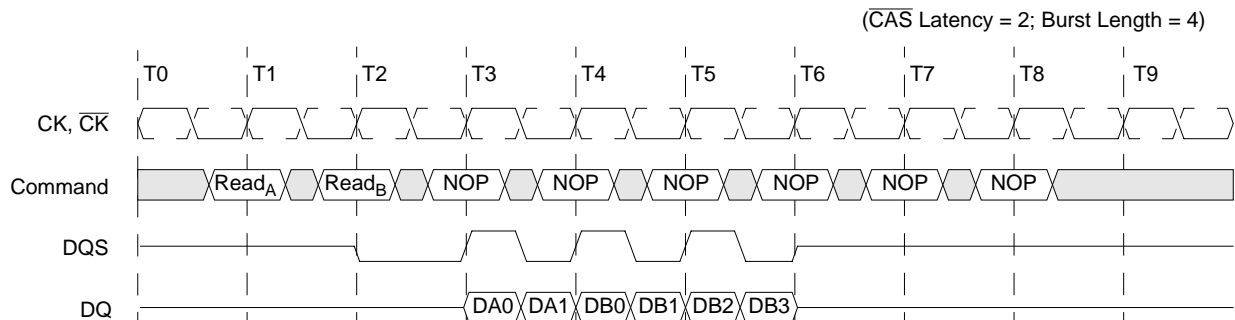 (CAS Latency = 2; Burst Length = 4)
T0 T1 T2 T3 T4 T5 T6 T7 T8 T9
CK, CK
Command ReadA ReadB NOP NOP NOP NOP NOP NOP
DQS
DQ DA0 DA1 DB0 DB1 DB2 DB3